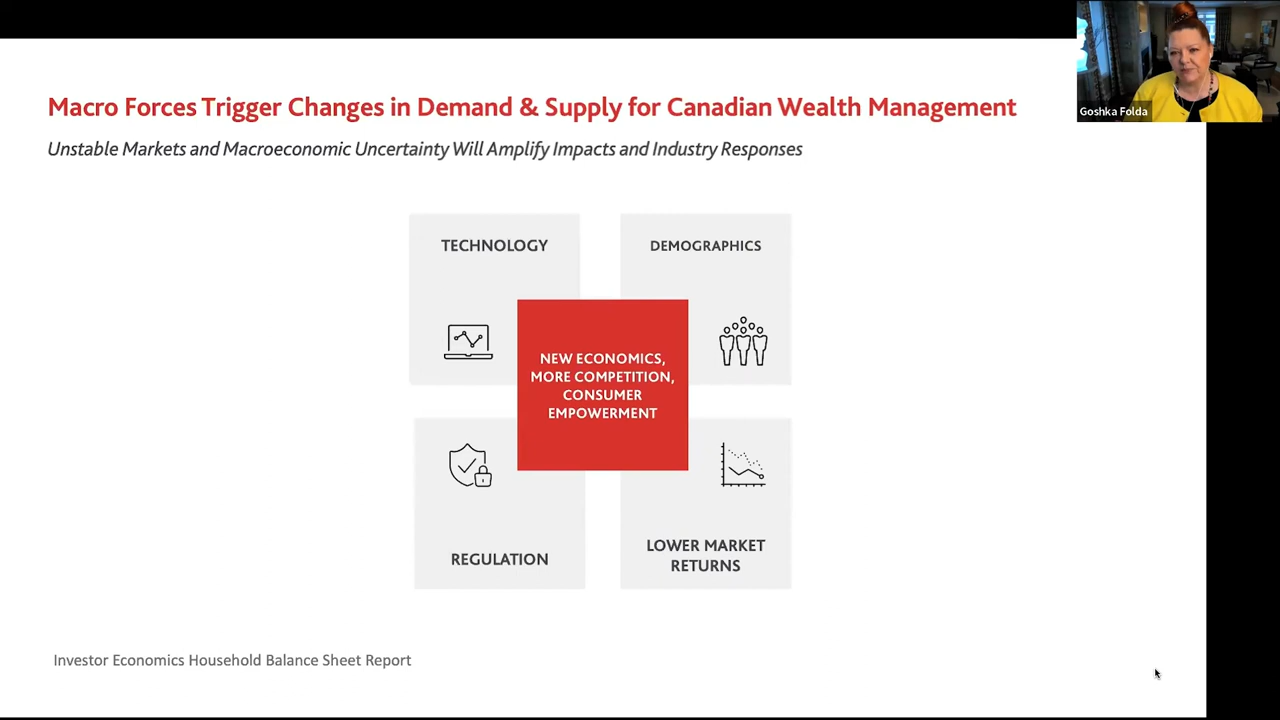 Macro Forces Trigger Changes in Demand & Supply for Canadian Wealth Management
Unstable Markets and Macroeconomic Uncertainty Will Amplify Impacts and Industry Responses
Goshka Folda
TECHNOLOGY
DEMOGRAPHICS
NEW ECONOMICS,
MORE COMPETITION,
CONSUMER
EMPOWERMENT
REGULATION
LOWER MARKET
RETURNS
Investor Economics Household Balance Sheet Report